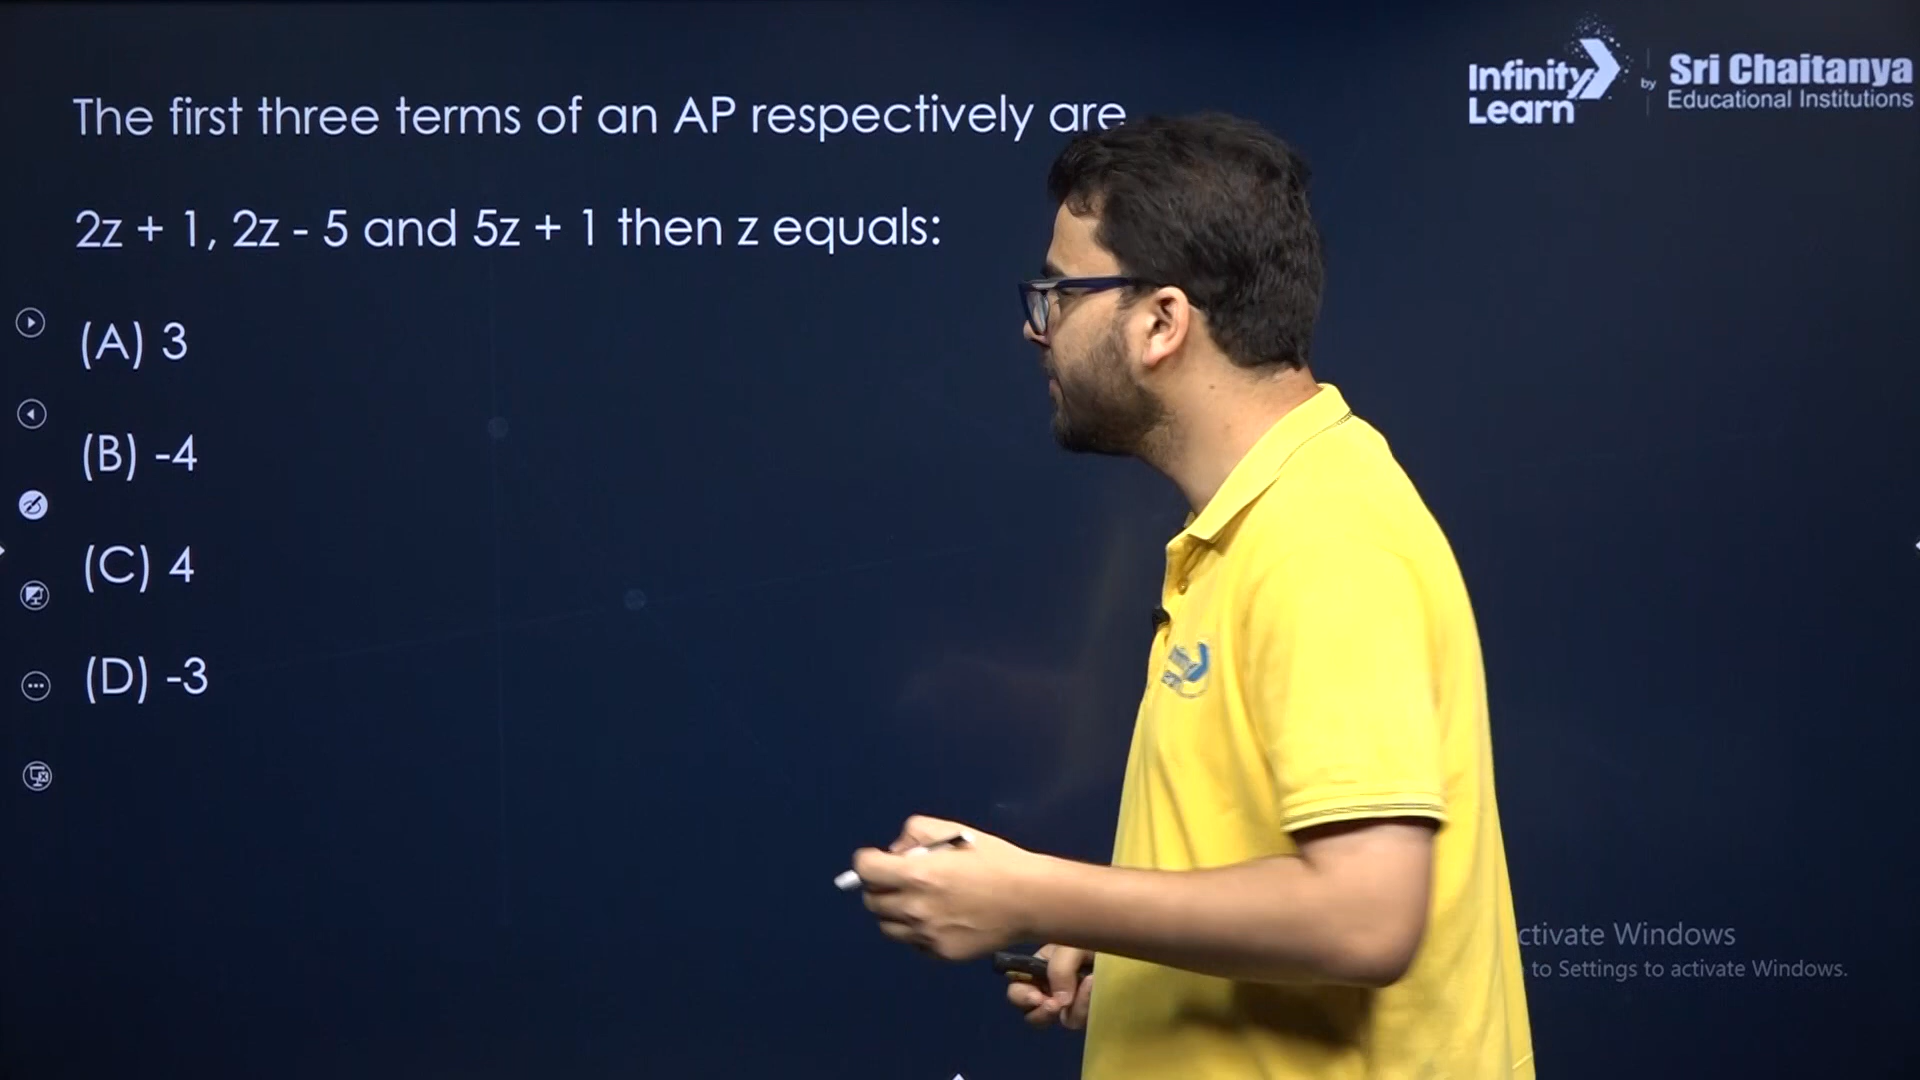 The first three terms of an AP respectively are
2z + 1, 2z - 5 and 5z + 1 then z equals:
(A) 3
(B) -4
(C) 4
(D) -3
Infinity Learn
by
Sri Chaitanya
Educational Institutions
ctivate Windows
to Settings to activate Windows.